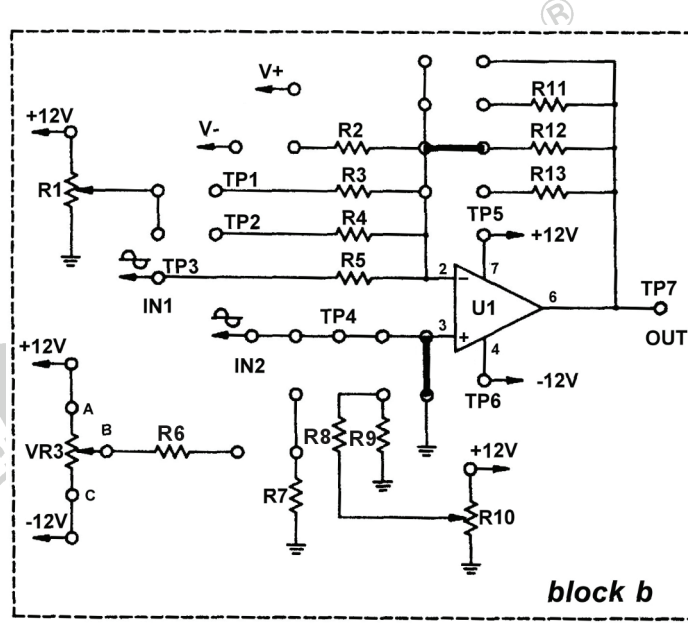 ®
V+
R11
+12V
V-
R2
R12
R1
TP1
R3
R13
TP2
R4
TP5
+12V
TP3
R5
2
7
-
IN1
U1
6
TP7
OUT
TP4
3
+
4
IN2
-12V
TP6
+12V
A
B
R6
VR3
C
-12V
R8
R9
R7
+12V
R10
block b